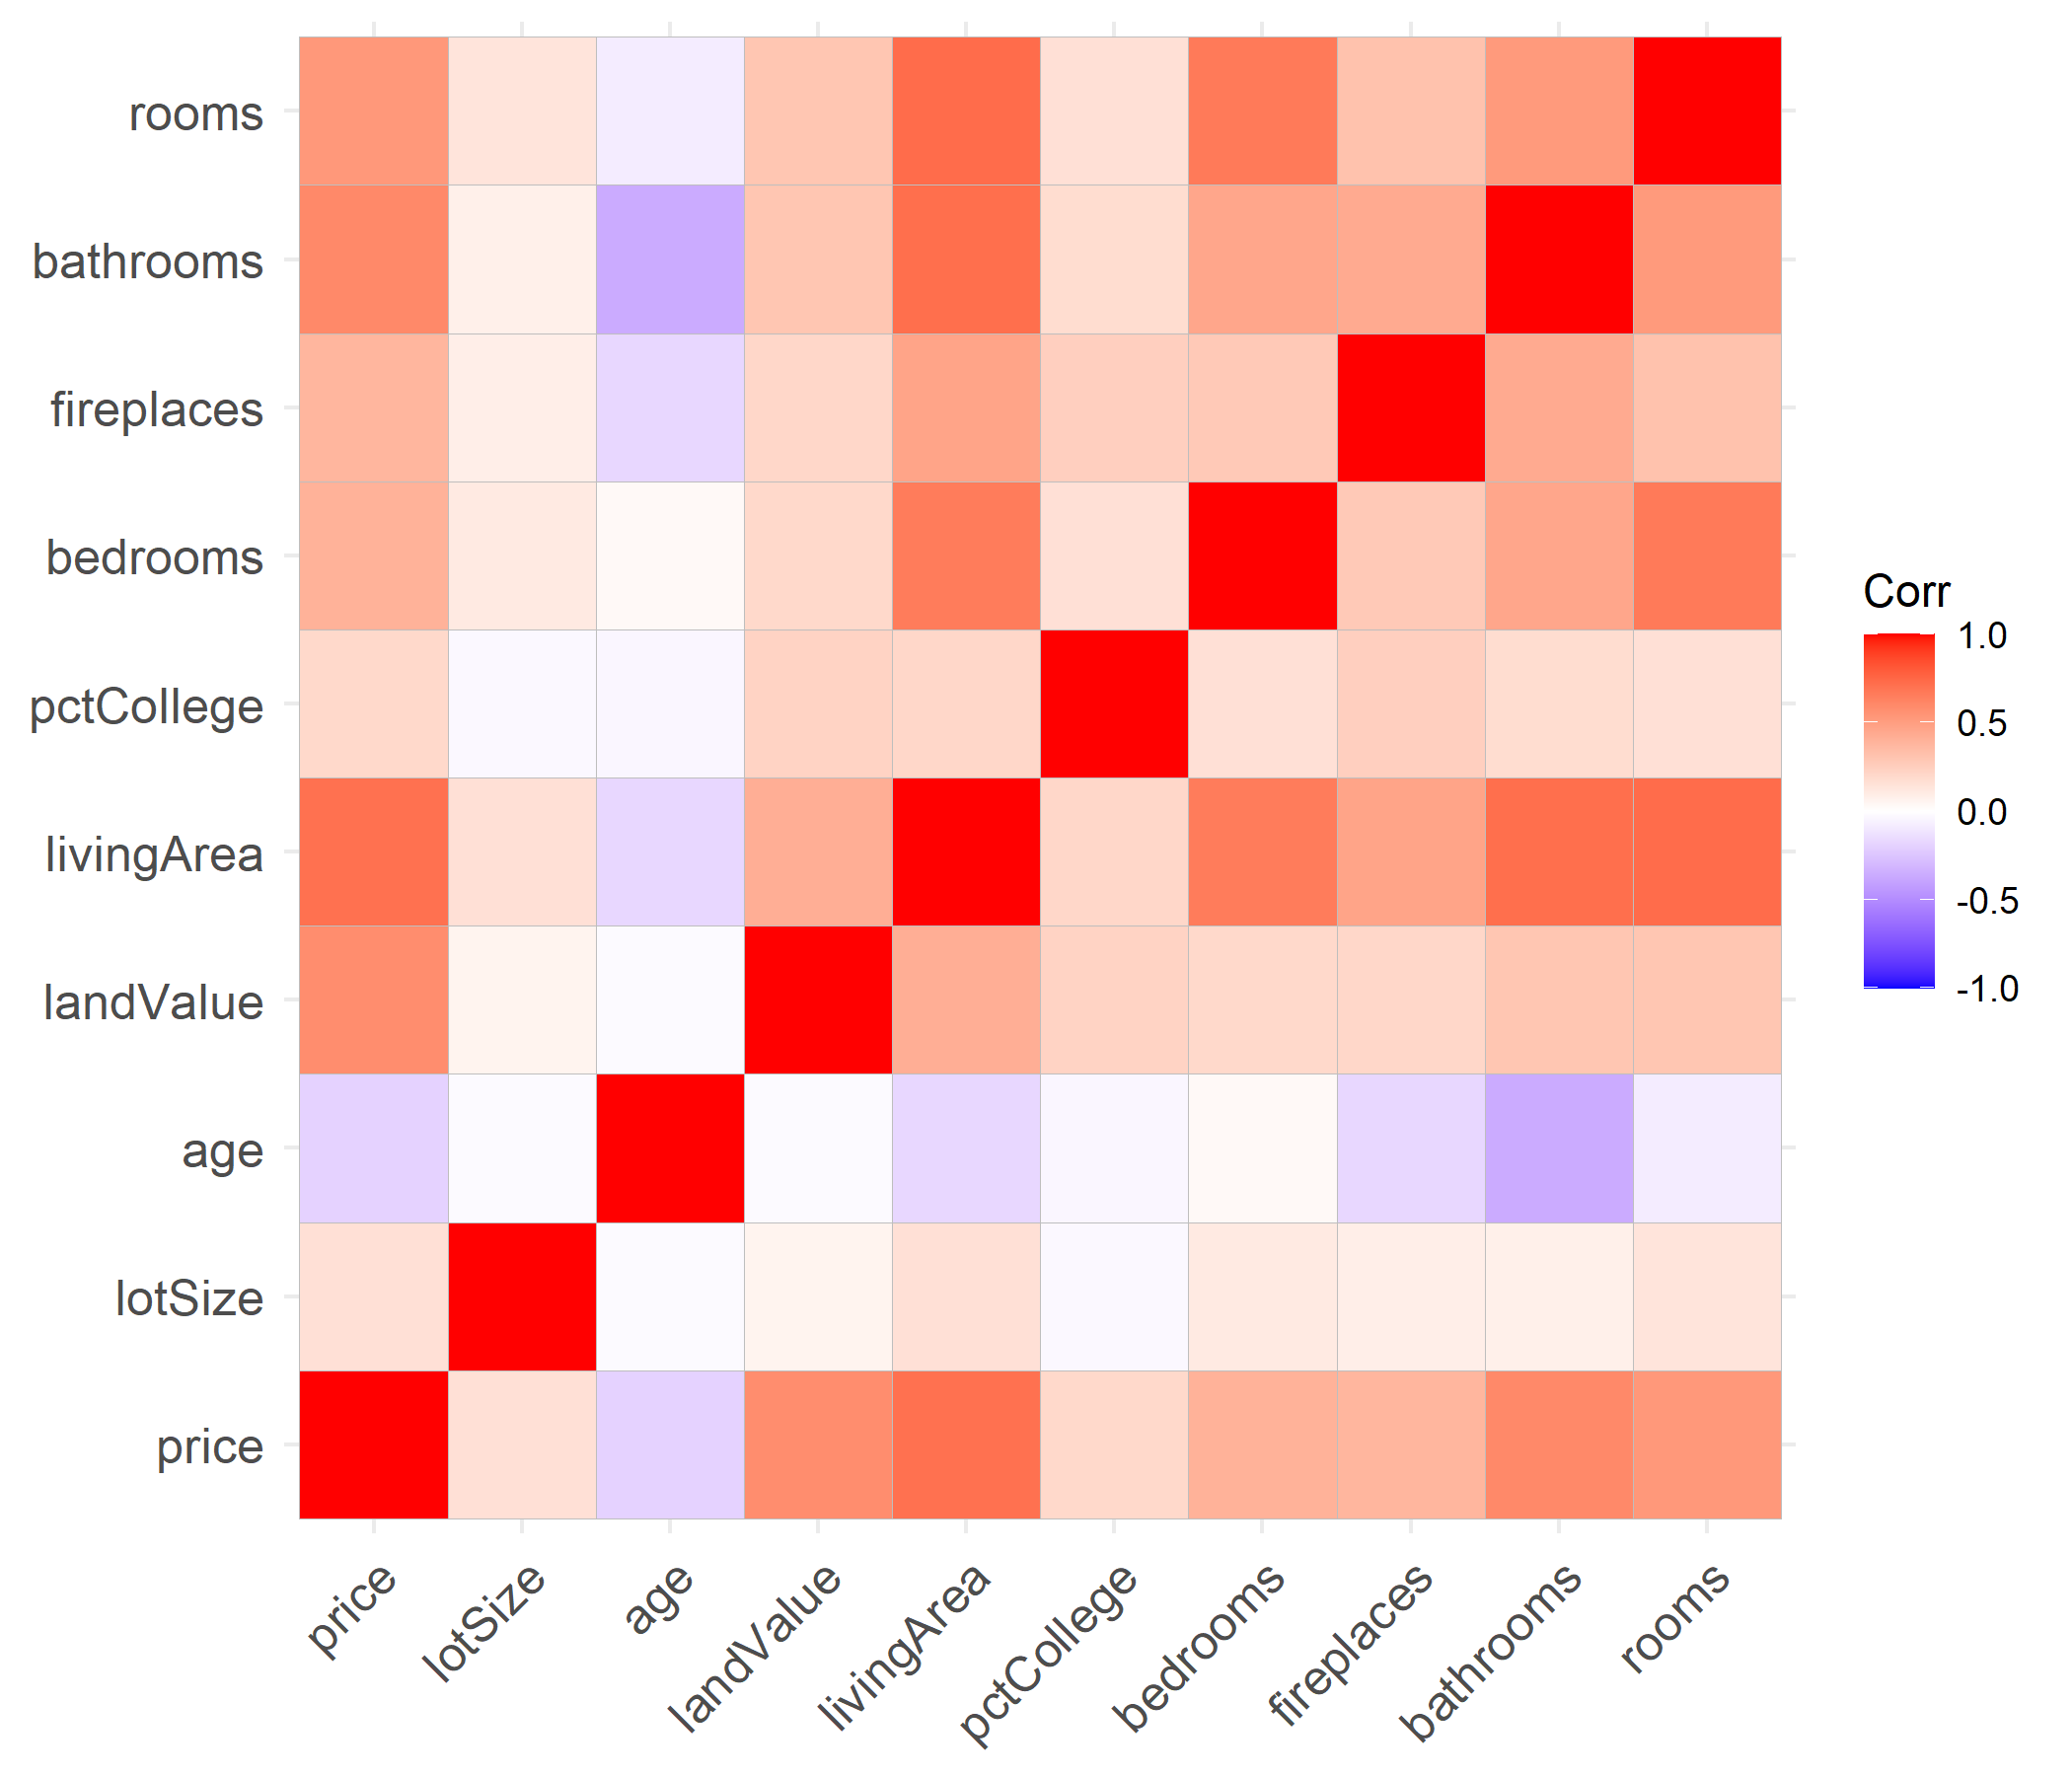 rooms
bathrooms
fireplaces
bedrooms
pctCollege
livingArea
landValue
age
lotSize
price
price
lotSize
age
landValue
livingArea
pctCollege
bedrooms
fireplaces
bathrooms
rooms
Corr
1.0
0.5
0.0
-0.5
-1.0